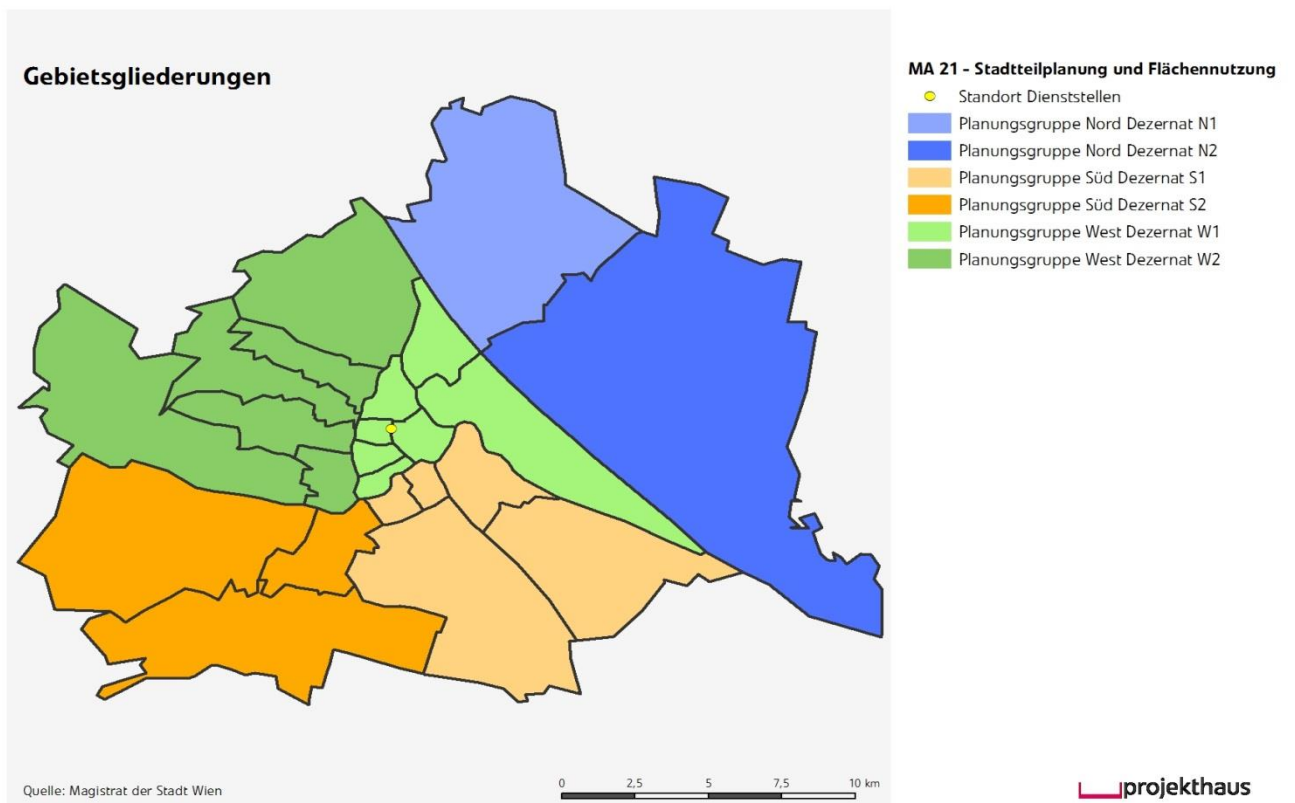 Gebietsgliederungen
MA 21 - Stadtteilplanung und Flächennutzung
Standort Dienststellen
Planungsgruppe Nord Dezernat N1
Planungsgruppe Nord Dezernat N2
Planungsgruppe Süd Dezernat S1
Planungsgruppe Süd Dezernat S2
Planungsgruppe West Dezernat W1
Planungsgruppe West Dezernat W2
Quelle: Magistrat der Stadt Wien
0 2,5 5 7,5 10 km
projekthaus